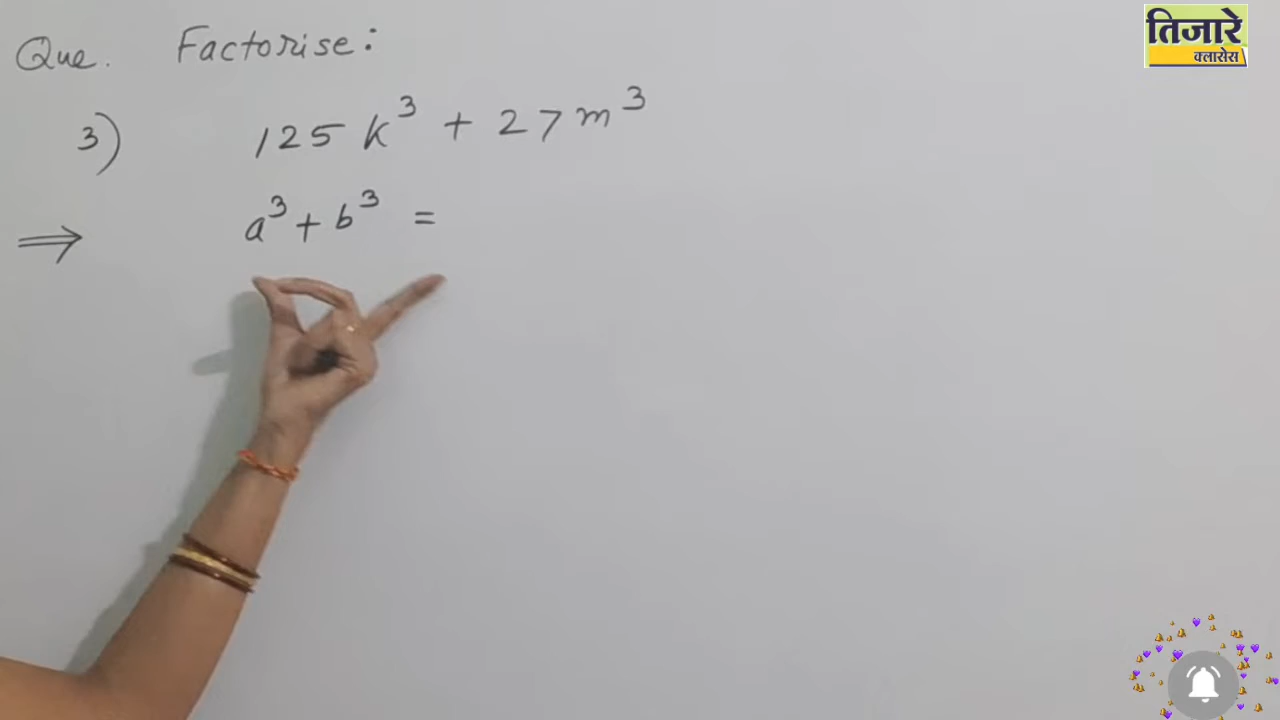 तिजारे
क्लासेस
Que. Factorise:
3) 125 k³ + 27 m³
⇒ a³ + b³ =